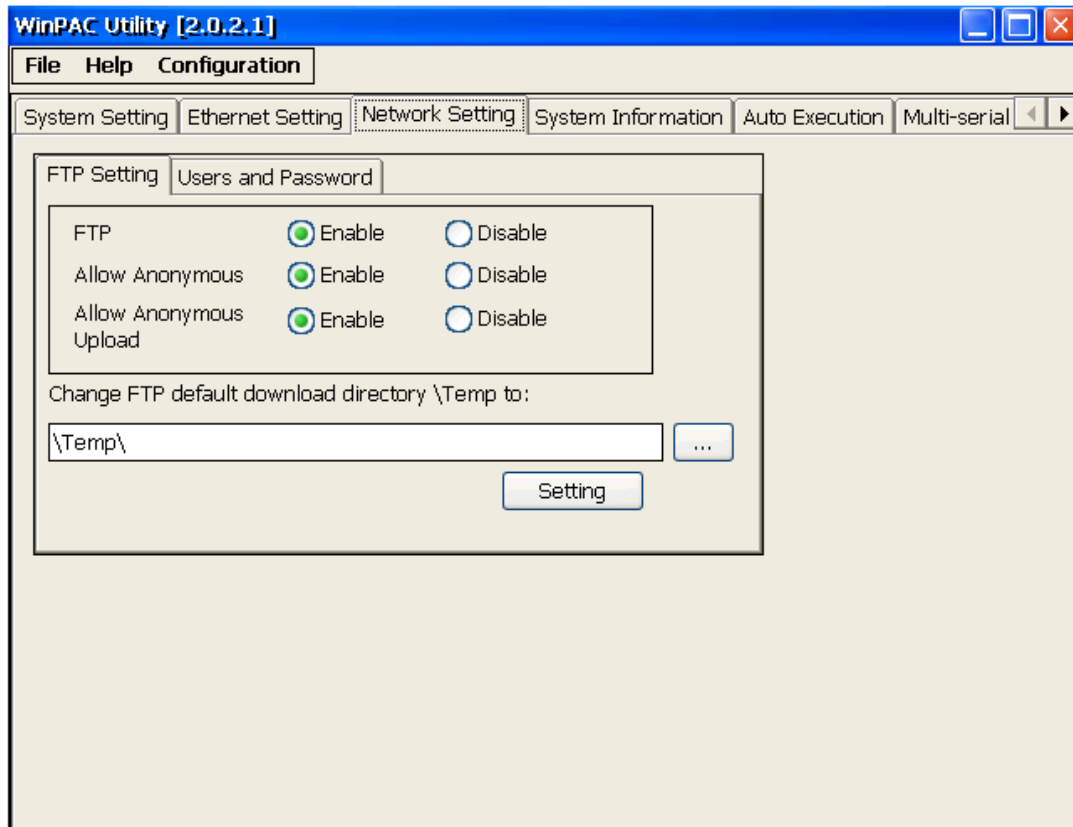 WinPAC Utility [2.0.2.1]
File Help Configuration
System Setting Ethernet Setting Network Setting System Information Auto Execution Multi-serial
FTP Setting Users and Password
FTP Enable Disable
Allow Anonymous Enable Disable
Allow Anonymous Upload Enable Disable
Change FTP default download directory \Temp to:
\Temp\ ...
Setting